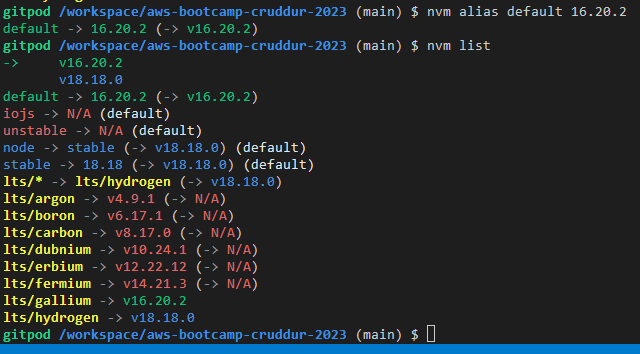 gitpod /workspace/aws-bootcamp-cruddur-2023 (main) $ nvm alias default 16.20.2
default -> 16.20.2 (-> v16.20.2)
gitpod /workspace/aws-bootcamp-cruddur-2023 (main) $ nvm list
->      v16.20.2
        v18.18.0
default -> 16.20.2 (-> v16.20.2)
iojs -> N/A (default)
unstable -> N/A (default)
node -> stable (-> v18.18.0) (default)
stable -> 18.18 (-> v18.18.0) (default)
lts/* -> lts/hydrogen (-> v18.18.0)
lts/argon -> v4.9.1 (-> N/A)
lts/boron -> v6.17.1 (-> N/A)
lts/carbon -> v8.17.0 (-> N/A)
lts/dubnium -> v10.24.1 (-> N/A)
lts/erbium -> v12.22.12 (-> N/A)
lts/fermium -> v14.21.3 (-> N/A)
lts/gallium -> v16.20.2
lts/hydrogen -> v18.18.0
gitpod /workspace/aws-bootcamp-cruddur-2023 (main) $